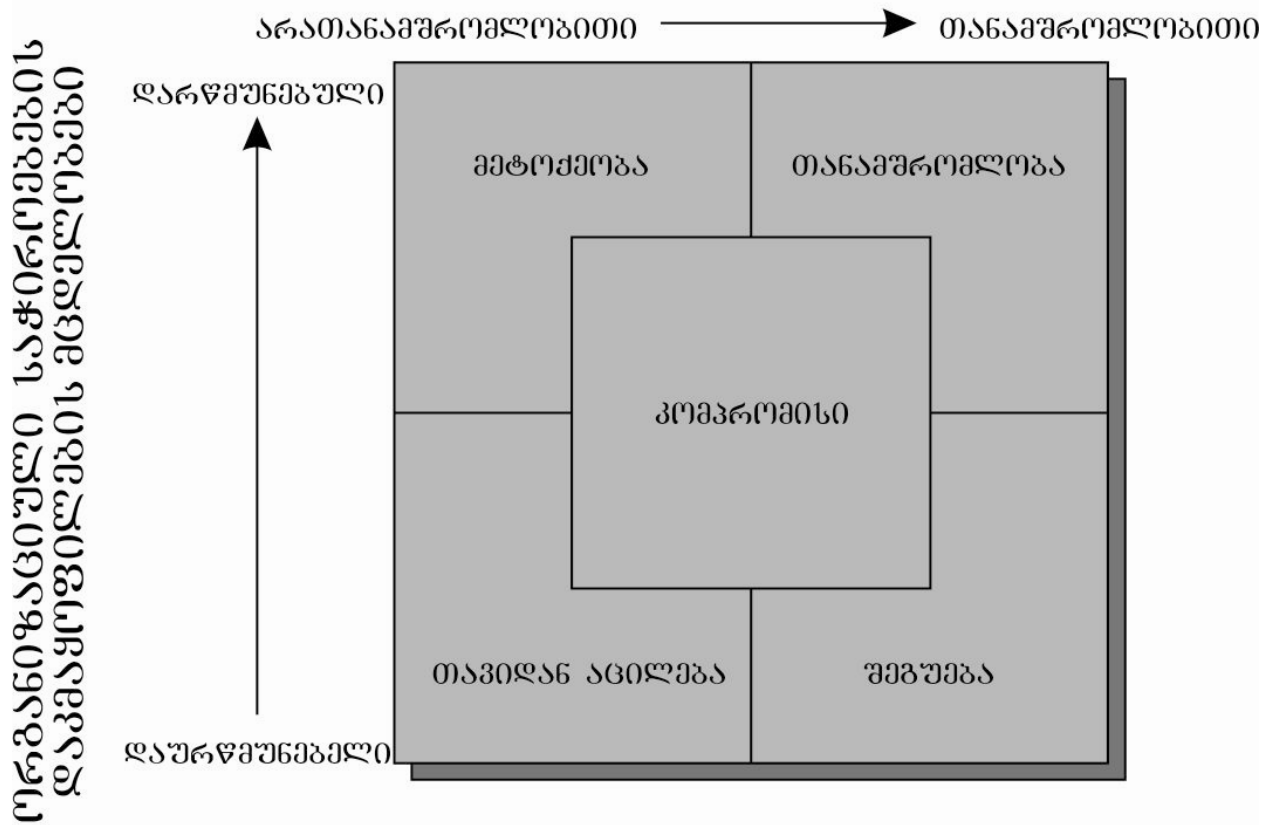 არათანამშრომლობითი თანამშრომლობითი
ორგანიზაციული საჭიროებების
დაკმაყოფილების მცდელობები
დარწმუნებული
მეტოქეობა თანამშრომლობა
კომპრომისი
თავიდან აცილება შეგუება
დაურწმუნებელი